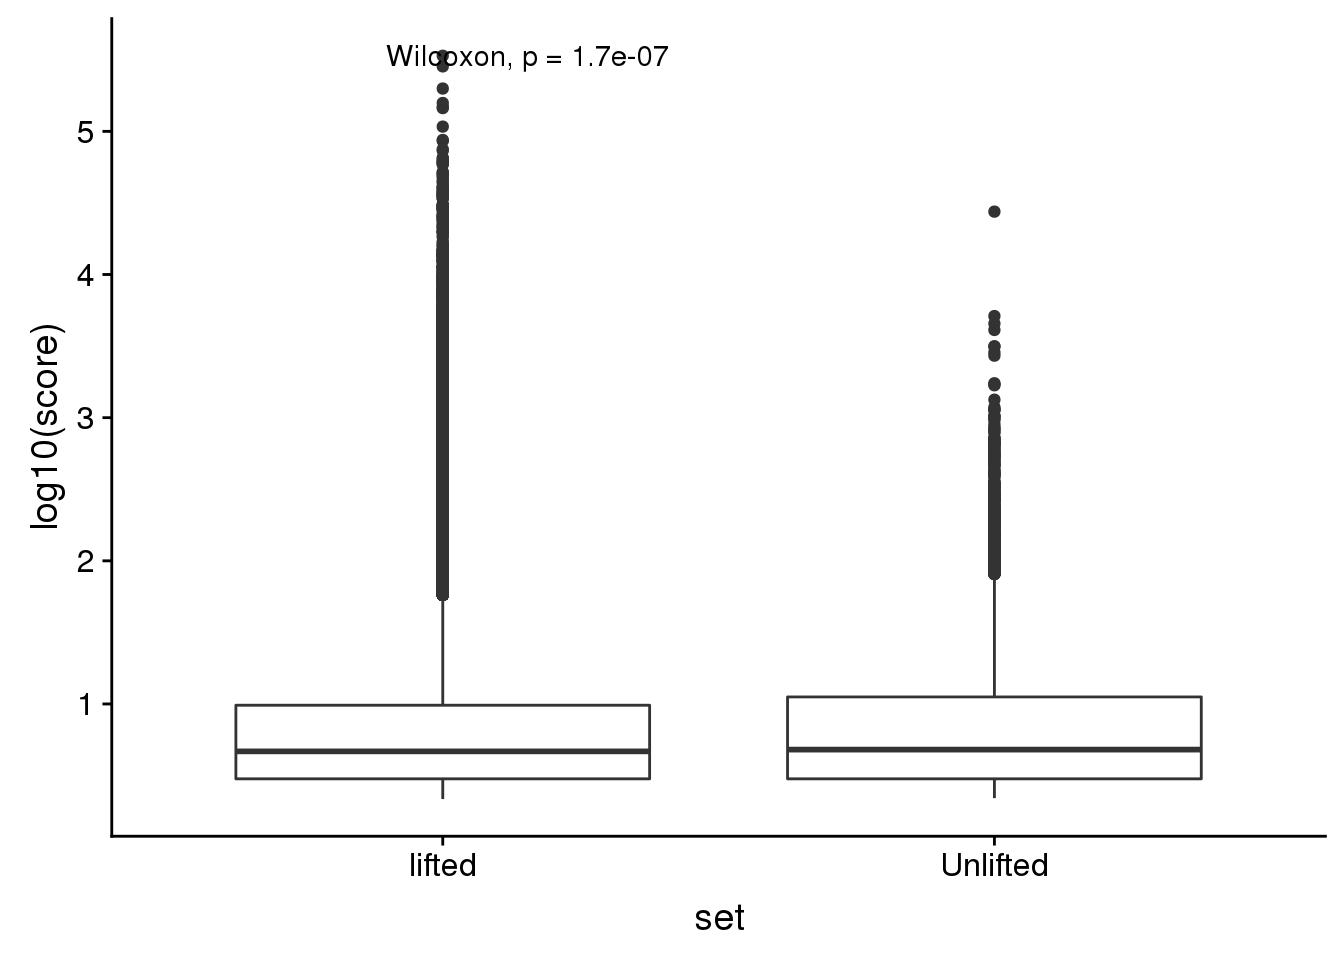 Wilcoxon, p = 1.7e-07
5
4
3
2
1
log10(score)
lifted
Unlifted
set